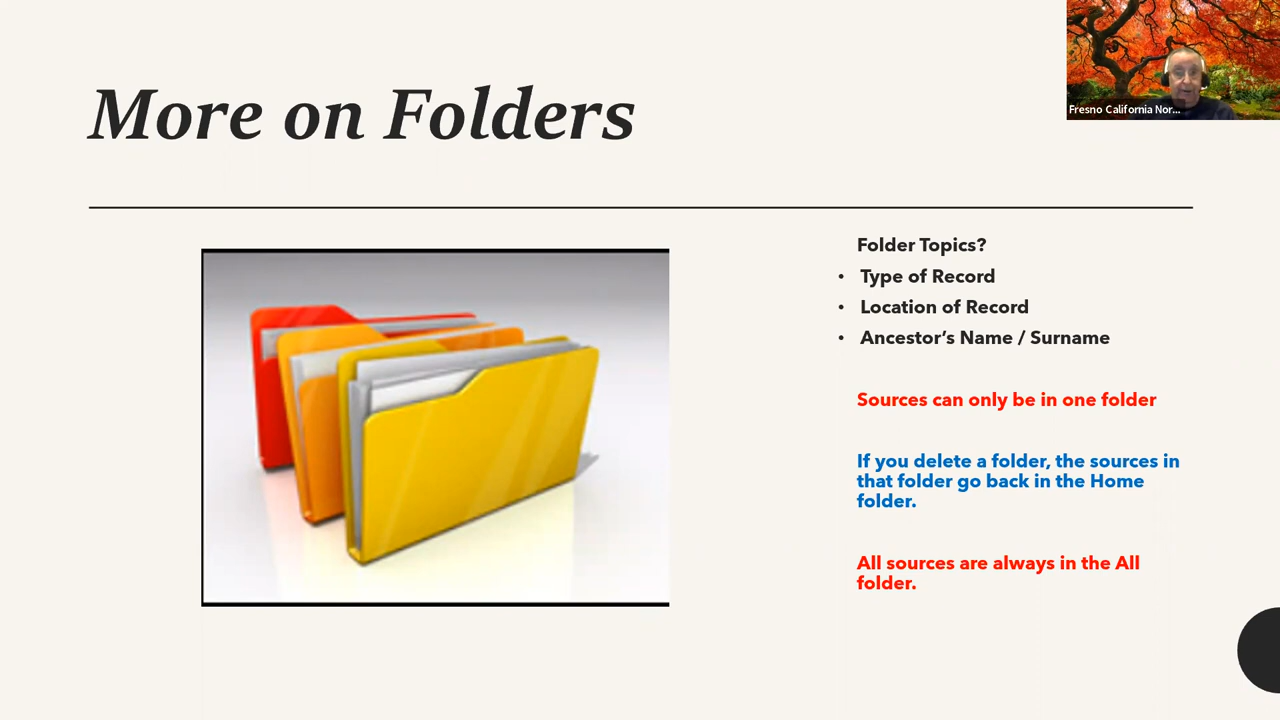 More on Folders
Fresno California Nor...
Folder Topics?
• Type of Record
• Location of Record
• Ancestor's Name / Surname
Sources can only be in one folder
If you delete a folder, the sources in
that folder go back in the Home
folder.
All sources are always in the All
folder.